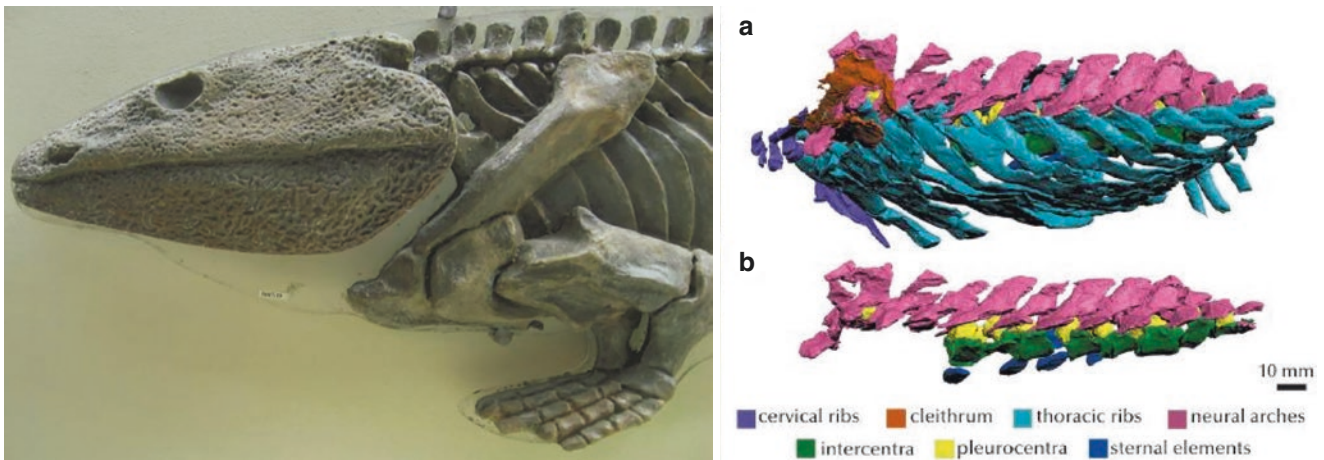 a
b
10 mm
cervical ribs cleithrum thoracic ribs neural arches
intercentra pleurocentra sternal elements